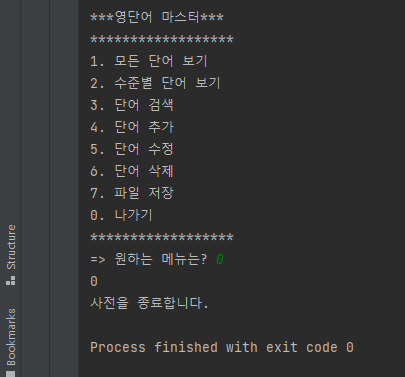 ***영단어 마스터***
******************
1. 모든 단어 보기
2. 수준별 단어 보기
3. 단어 검색
4. 단어 추가
5. 단어 수정
6. 단어 삭제
7. 파일 저장
0. 나가기
******************
=> 원하는 메뉴는? 0
0
사전을 종료합니다.
Process finished with exit code 0
Structure
Bookmarks